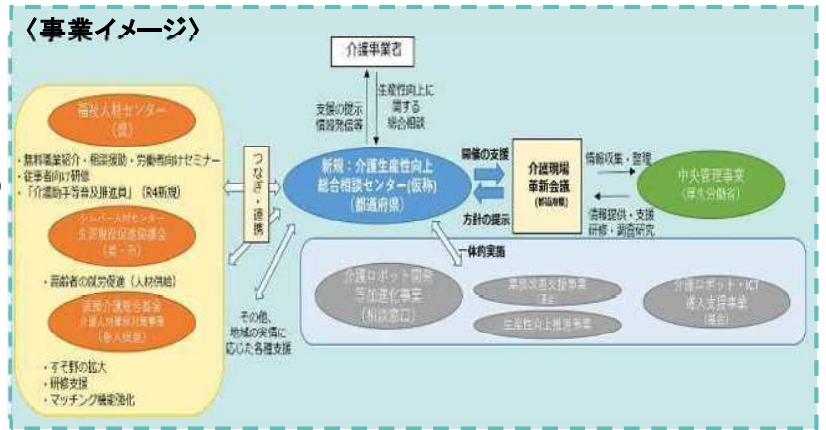 〈事業イメージ〉
介護事業者
支援の提示
情報発信等
生産性向上に
関する
総合相談
福祉人材センター
(県)
・無料職業紹介・相談援助・労働者向けセミナー
・従事者向け研修
・「介護助手等普及推進員」(R4新規)
シルバー人材センター
生涯現役促進協議会
(県・市)
・高齢者の就労促進(人材供給)
介護人材確保対策事業
(参入促進)
・すそ野の拡大
・研修支援
・マッチング機能強化
つなぎ・連携
新規:介護生産性向上
総合相談センター(仮称)
(都道府県)
開催の支援
方針の提示
介護現場
革新会議
(都道府県)
情報収集・整理
情報提供・支援
研修・調査研究
中央管理事業
(厚生労働省)
その他、
地域の実情に
応じた各種支援
一体的実施
介護ロボット開発
等加速化事業
(相談窓口)
業務改善支援事業
(基金)
生産性向上推進事業
介護ロボット・ICT
導入支援事業
(基金)